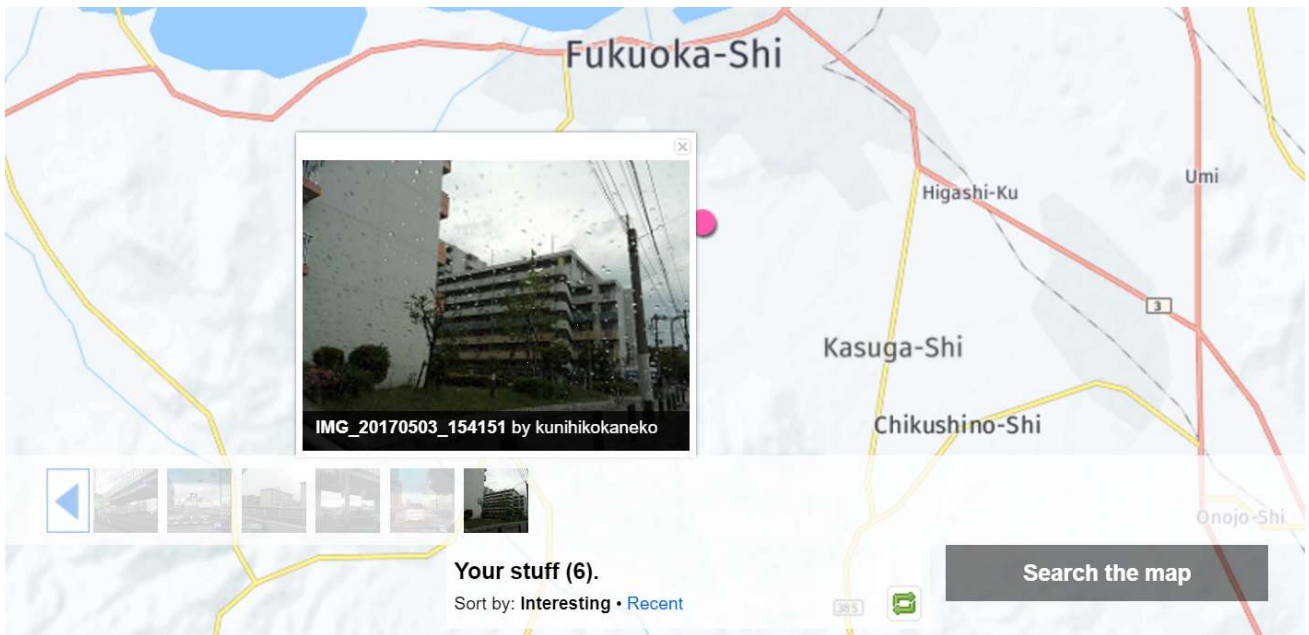 Fukuoka-Shi
Umi
Higashi-Ku
3
Kasuga-Shi
Chikushino-Shi
IMG_20170503_154151 by kunihikokaneko
Onojo-Shi
Your stuff (6).
Search the map
Sort by: Interesting • Recent
385